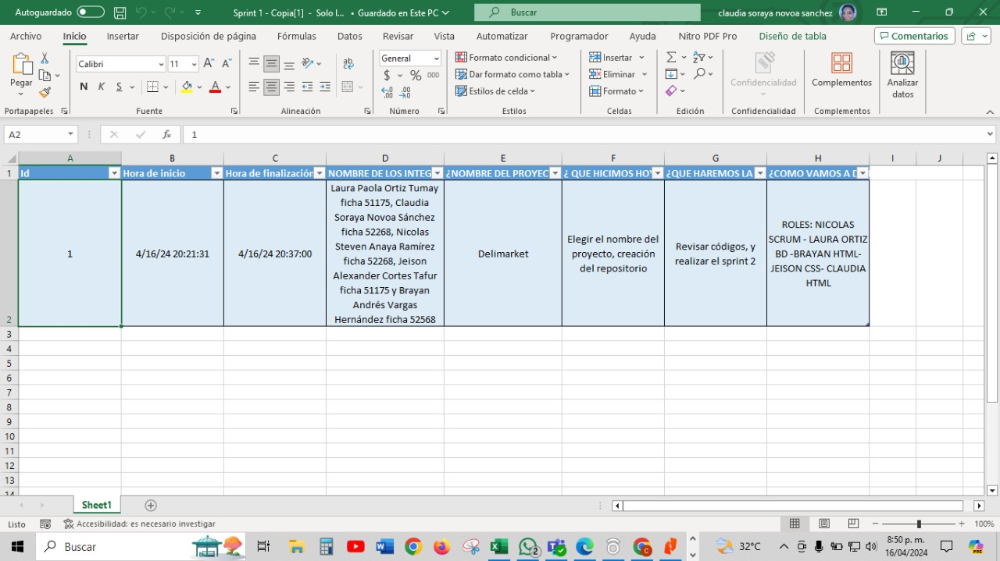 Autoguardado
Sprint 1 - Copia[1] - Solo l... • Guardado en Este PC
Buscar
claudia soraya novoa sanchez
Archivo Inicio Insertar Disposición de página Fórmulas Datos Revisar Vista Automatizar Programador Ayuda Nitro PDF Pro Diseño de tabla Comentarios
Pegar
Calibri 11
N K S
General
$ % 000
Formato condicional
Dar formato como tabla
Estilos de celda
Insertar
Eliminar
Formato
Confidencialidad
Complementos
Analizar datos
Portapapeles Fuente Alineación Número Estilos Celdas Edición Confidencialidad Complementos
A2 fx 1
A B C D E F G H I J
1 Id Hora de inicio Hora de finalización NOMBRE DE LOS INTEG ¿NOMBRE DEL PROYEC ¿ QUE HICIMOS HOY ¿QUE HAREMOS LA ¿COMO VAMOS A D
2
1
4/16/24 20:21:31
4/16/24 20:37:00
Laura Paola Ortiz Tumay
ficha 51175, Claudia
Soraya Novoa Sánchez
ficha 52268, Nicolas
Steven Anaya Ramírez
ficha 52268, Jeison
Alexander Cortes Tafur
ficha 51175 y Brayan
Andrés Vargas
Hernández ficha 52568
Delimarket
Elegir el nombre del
proyecto, creación
del repositorio
Revisar códigos, y
realizar el sprint 2
ROLES: NICOLAS
SCRUM - LAURA ORTIZ
BD -BRAYAN HTML-
JEISON CSS- CLAUDIA
HTML
3
4
5
6
7
8
9
10
11
12
13
14
Sheet1
Listo
Accesibilidad: es necesario investigar
100%
Buscar
2
32°C
8:50 p. m.
16/04/2024